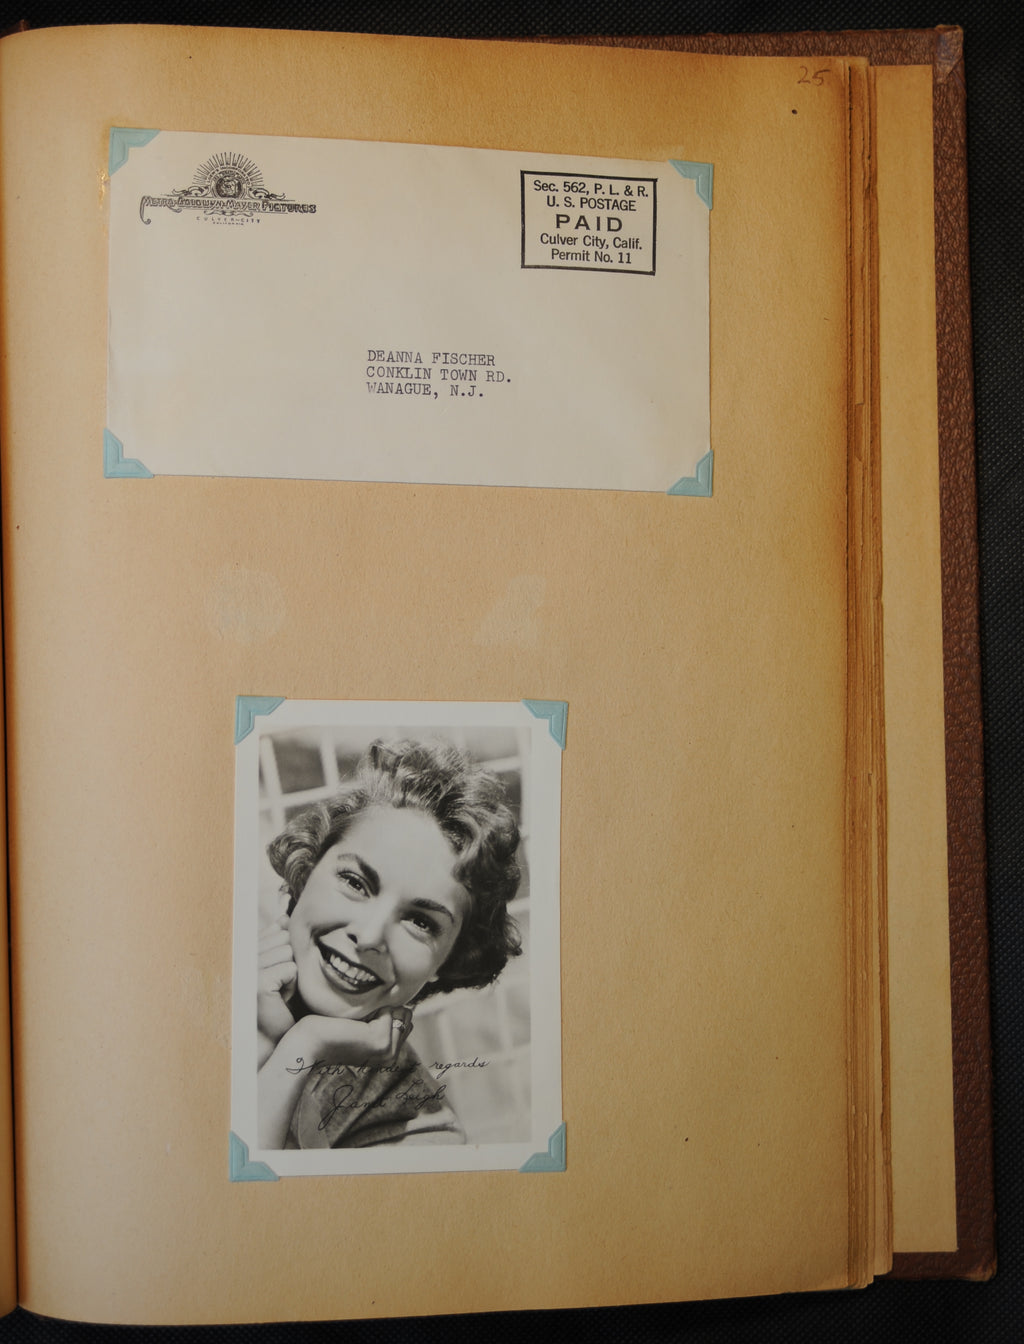 25
METRO-GOLDWYN-MAYER PICTURES
CULVER-CITY
CALIFORNIA
Sec. 562, P. L. & R.
U. S. POSTAGE
PAID
Culver City, Calif.
Permit No. 11
DEANNA FISCHER
CONKLIN TOWN RD.
WANAGUE, N.J.
With kindest regards
Janet Leigh